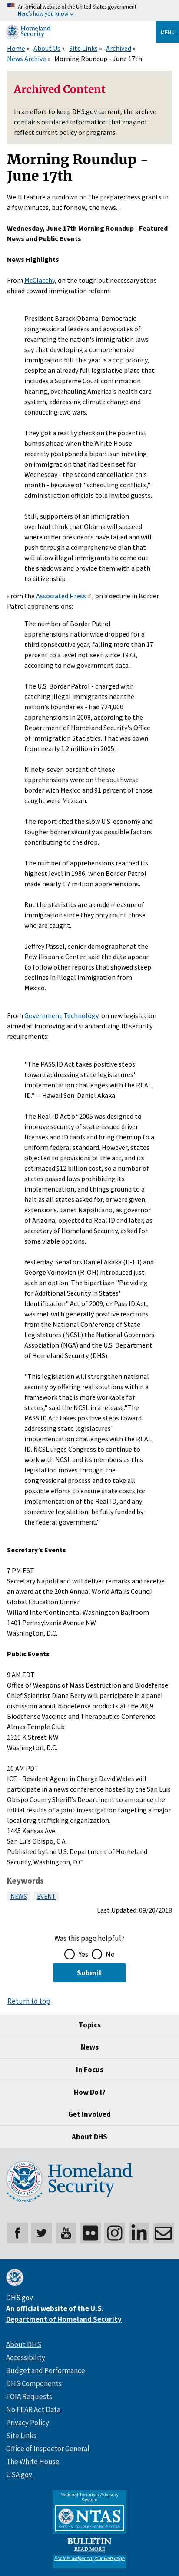 An official website of the United States government
Here's how you know
Homeland
Security
MENU
Home » About Us » Site Links » Archived »
News Archive » Morning Roundup - June 17th
Archived Content
In an effort to keep DHS.gov current, the archive
contains outdated information that may not
reflect current policy or programs.
Morning Roundup -
June 17th
We'll feature a rundown on the preparedness grants in
a few minutes, but for now, the news...
Wednesday, June 17th Morning Roundup - Featured
News and Public Events
News Highlights
From McClatchy, on the tough but necessary steps
ahead toward immigration reform:
President Barack Obama, Democratic
congressional leaders and advocates of
revamping the nation's immigration laws
say that developing a comprehensive
immigration bill will remain a top priority,
despite an already full legislative plate that
includes a Supreme Court confirmation
hearing, overhauling America's health care
system, addressing climate change and
conducting two wars.
They got a reality check on the potential
bumps ahead when the White House
recently postponed a bipartisan working
session on immigration scheduled for
Wednesday - the second cancellation this
month - because of "scheduling conflicts,"
administration officials told invited guests.
Still, supporters of an immigration
overhaul think that Obama will succeed
where other presidents have failed and will
push through a comprehensive plan that
will allow illegal immigrants to come out
of the shadows and put them on the path
to citizenship.
From the Associated Press , on a decline in Border
Patrol apprehensions:
The number of Border Patrol
apprehensions nationwide dropped for a
third consecutive year, falling more than 17
percent to a level not seen since 1973,
according to a new government report.
The U.S. Border Patrol - charged with
catching illegal immigrants near the
nation's boundaries - had 724,000
apprehensions in 2008, according to the
Department of Homeland Security's Office
of Immigration Statistics. That was down
from nearly 1.2 million in 2005.
Ninety-seven percent of those
apprehensions were on the southwest
border with Mexico and 91 percent of those
caught were Mexican.
The report cited the slow U.S. economy and
tougher border security as possible factors
contributing to the drop.
The number of apprehensions reached its
highest level in 1986, when Border Patrol
made nearly 1.7 million apprehensions.
But the statistics are a crude measure of
immigration since they count only those
who are caught.
Jeffrey Passel, senior demographer at the
Pew Hispanic Center, said the data appear
to follow other reports that showed steep
declines in illegal immigration from
Mexico.
From Government Technology, on new legislation
aimed at improving and standardizing ID security
requirements:
"The PASS ID Act takes positive steps
toward addressing state legislatures'
implementation challenges with the REAL
ID." -- Hawaii Sen. Daniel Akaka
The Real ID Act of 2005 was designed to
improve security of state-issued driver
licenses and ID cards and bring them up to a
uniform federal standard. However, the act
created problems for the states, and its
estimated $12 billion cost, so a number of
states have opted out, with the inevitable
showdown -- no getting on board aircraft,
for instance -- looming on the horizon, and
all states had asked for, or were given,
extensions. Janet Napolitano, as governor
of Arizona, objected to Real ID, and later, as
secretary of Homeland Security, asked for
some viable options.
Yesterday, Senators Daniel Akaka (D-HI) and
George Voinovich (R-OH) introduced just
such an option. The bipartisan "Providing
for Additional Security in States'
Identification" Act of 2009, or Pass ID Act,
was met with generally positive reactions
from the National Conference of State
Legislatures (NCSL) the National Governors
Association (NGA) and the U.S. Department
of Homeland Security (DHS).
"This legislation will strengthen national
security by offering solutions within a
framework that is more workable for
states," said the NCSL in a release."The
PASS ID Act takes positive steps toward
addressing state legislatures'
implementation challenges with the REAL
ID. NCSL urges Congress to continue to
work with NCSL and its members as this
legislation proceeds through the
congressional process and to take all
possible efforts to ensure state costs for
implementation of the Real ID, and any
corrective legislation, will be fully funded
by the federal government."
Secretary's Events
7 PM EST
Secretary Napolitano will deliver remarks and receive
an award at the 20th Annual World Affairs Council
Global Education Dinner
Willard InterContinental Washington Ballroom
1401 Pennsylvania Avenue NW
Washington, D.C.
Public Events
9 AM EDT
Office of Weapons of Mass Destruction and Biodefense
Chief Scientist Diane Berry will participate in a panel
discussion about biodefense products at the 2009
Biodefense Vaccines and Therapeutics Conference
Almas Temple Club
1315 K Street NW
Washington, D.C.
10 AM PDT
ICE - Resident Agent in Charge David Wales will
participate in a news conference hosted by the San Luis
Obispo County Sheriff's Department to announce the
results of a joint investigation targeting a major
local drug trafficking organization.
1445 Kansas Ave.
San Luis Obispo, C.A.
Published by the U.S. Department of Homeland
Security, Washington, D.C.
Keywords
NEWS EVENT
Last Updated: 09/20/2018
Was this page helpful?
Yes No
Submit
Return to top
Topics
News
In Focus
How Do I?
Get Involved
About DHS
Homeland
Security
DHS.gov
An official website of the U.S.
Department of Homeland Security
About DHS
Accessibility
Budget and Performance
DHS Components
FOIA Requests
No FEAR Act Data
Privacy Policy
Site Links
Office of Inspector General
The White House
USA.gov
National Terrorism Advisory
System
NTAS
BULLETIN
READ MORE
Put this widget on your web page